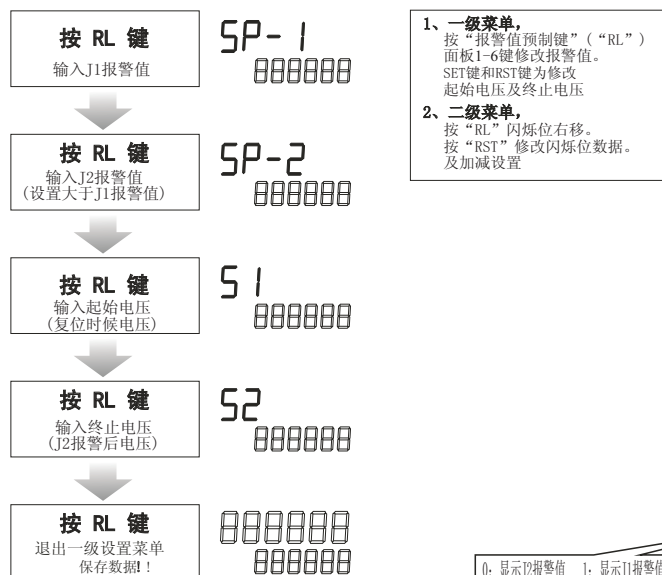 按 RL 键
输入J1报警值
SP-1
888888
按 RL 键
输入J2报警值
(设置大于J1报警值)
SP-2
888888
按 RL 键
输入起始电压
(复位时候电压)
S1
888888
按 RL 键
输入终止电压
(J2报警后电压)
S2
888888
按 RL 键
退出一级设置菜单
保存数据!!
888888
888888
1、一级菜单,
按“报警值预制键”(“RL”)
面板1-6键修改报警值。
SET键和RST键为修改
起始电压及终止电压
2、二级菜单,
按“RL”闪烁位右移。
按“RST”修改闪烁位数据。
及加减设置
0: 显示J2报警值 1: 显示J1报警值